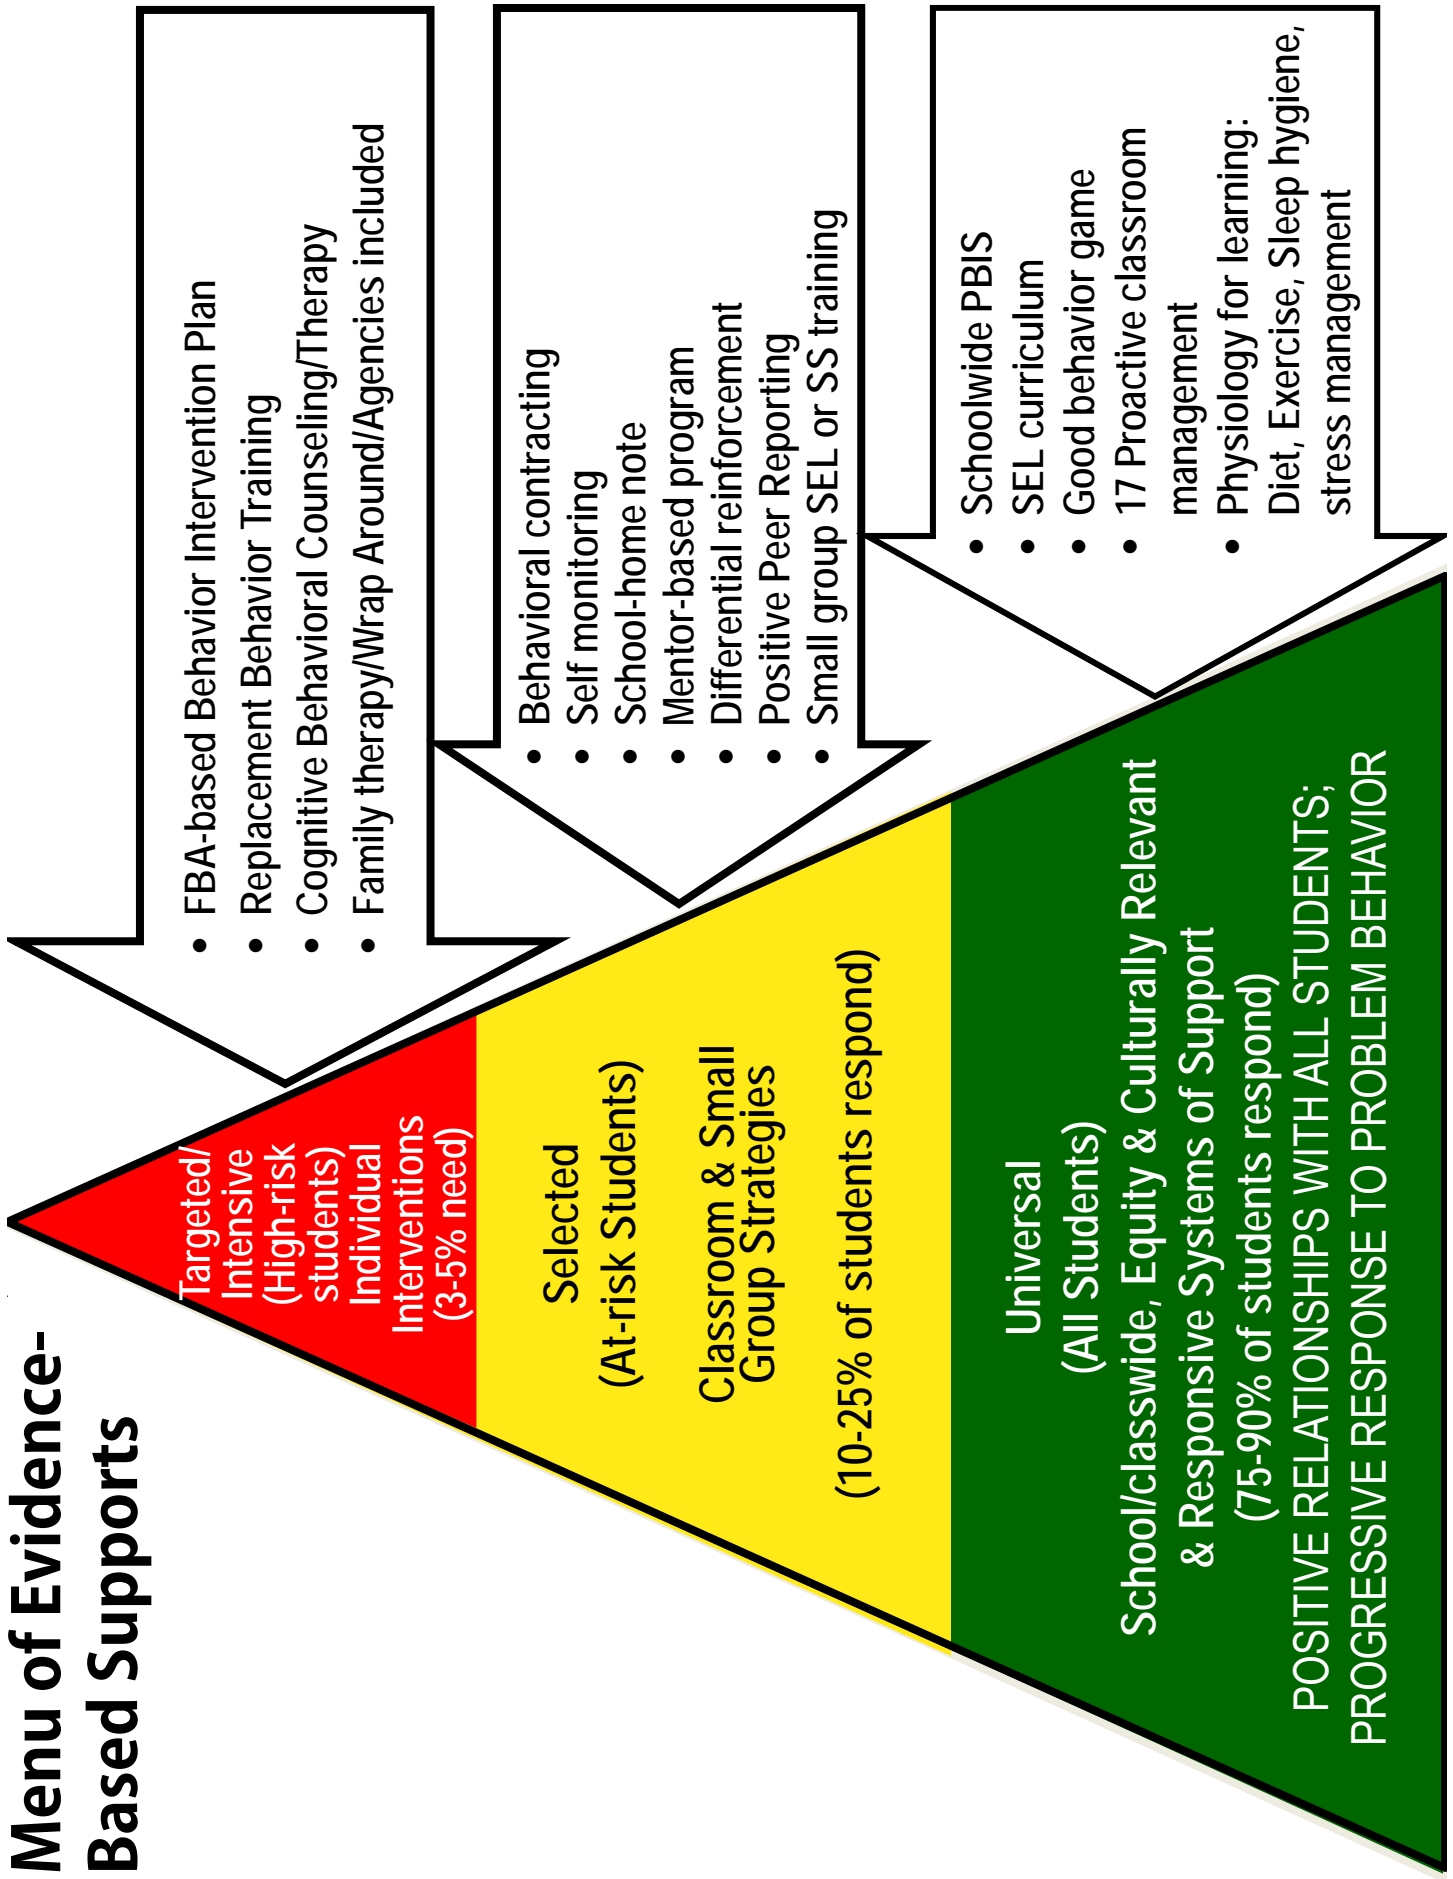 Menu of Evidence-
Based Supports
Targeted/
Intensive
(High-risk
students)
Individual
Interventions
(3-5% need)
• FBA-based Behavior Intervention Plan
• Replacement Behavior Training
• Cognitive Behavioral Counseling/Therapy
• Family therapy/Wrap Around/Agencies included
Selected
(At-risk Students)
Classroom & Small
Group Strategies
(10-25% of students respond)
• Behavioral contracting
• Self monitoring
• School-home note
• Mentor-based program
• Differential reinforcement
• Positive Peer Reporting
• Small group SEL or SS training
Universal
(All Students)
School/classwide, Equity & Culturally Relevant
& Responsive Systems of Support
(75-90% of students respond)
POSITIVE RELATIONSHIPS WITH ALL STUDENTS;
PROGRESSIVE RESPONSE TO PROBLEM BEHAVIOR
• Schoolwide PBIS
• SEL curriculum
• Good behavior game
• 17 Proactive classroom
management
• Physiology for learning:
Diet, Exercise, Sleep hygiene,
stress management